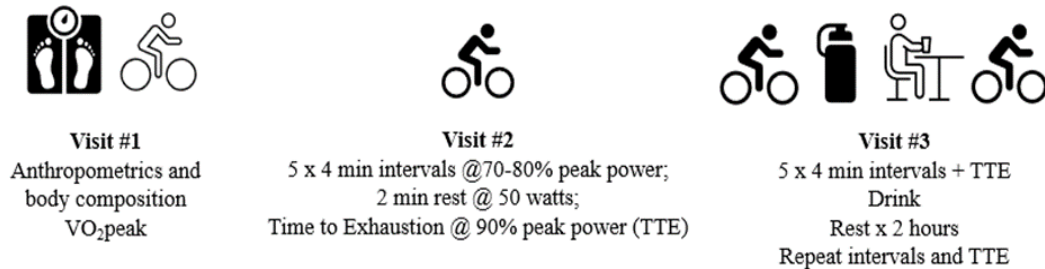 Visit #1
Anthropometrics and
body composition
VO₂peak
Visit #2
5 x 4 min intervals @70-80% peak power;
2 min rest @ 50 watts;
Time to Exhaustion @ 90% peak power (TTE)
Visit #3
5 x 4 min intervals + TTE
Drink
Rest x 2 hours
Repeat intervals and TTE